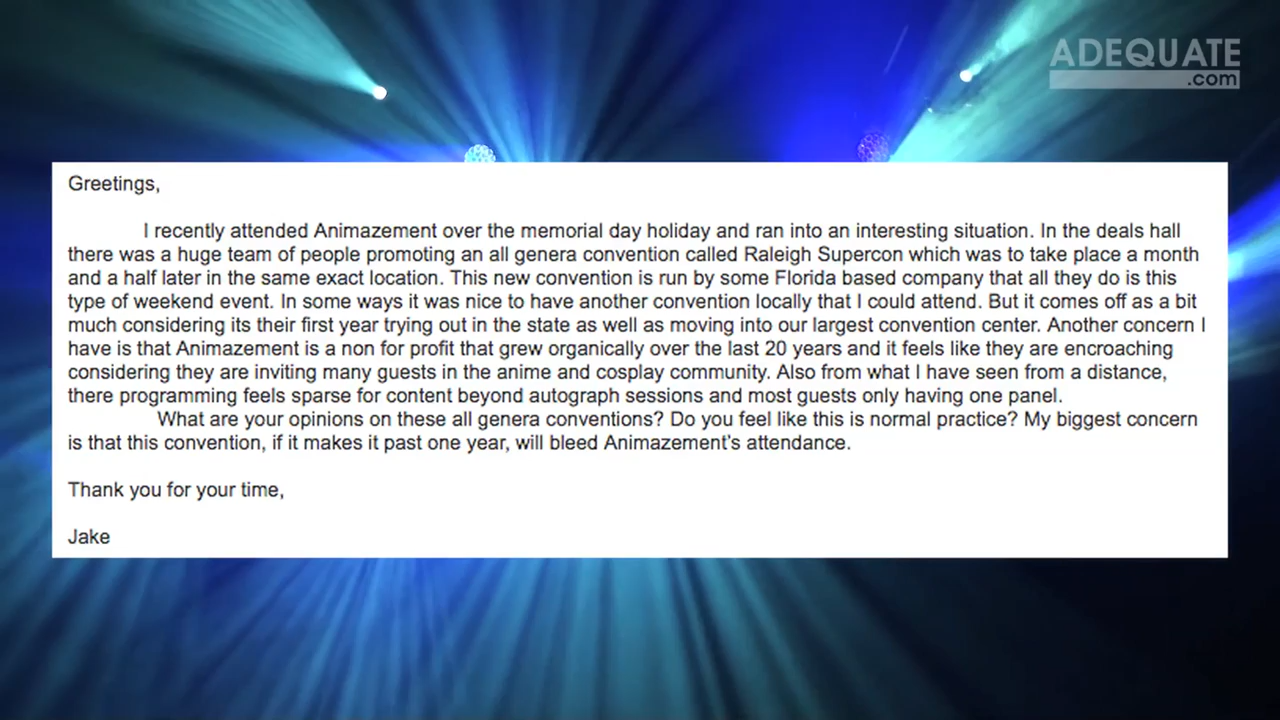 ADEQUATE
.com
Greetings,
I recently attended Animazement over the memorial day holiday and ran into an interesting situation. In the deals hall
there was a huge team of people promoting an all genera convention called Raleigh Supercon which was to take place a month
and a half later in the same exact location. This new convention is run by some Florida based company that all they do is this
type of weekend event. In some ways it was nice to have another convention locally that I could attend. But it comes off as a bit
much considering its their first year trying out in the state as well as moving into our largest convention center. Another concern I
have is that Animazement is a non for profit that grew organically over the last 20 years and it feels like they are encroaching
considering they are inviting many guests in the anime and cosplay community. Also from what I have seen from a distance,
there programming feels sparse for content beyond autograph sessions and most guests only having one panel.
What are your opinions on these all genera conventions? Do you feel like this is normal practice? My biggest concern
is that this convention, if it makes it past one year, will bleed Animazement's attendance.
Thank you for your time,
Jake